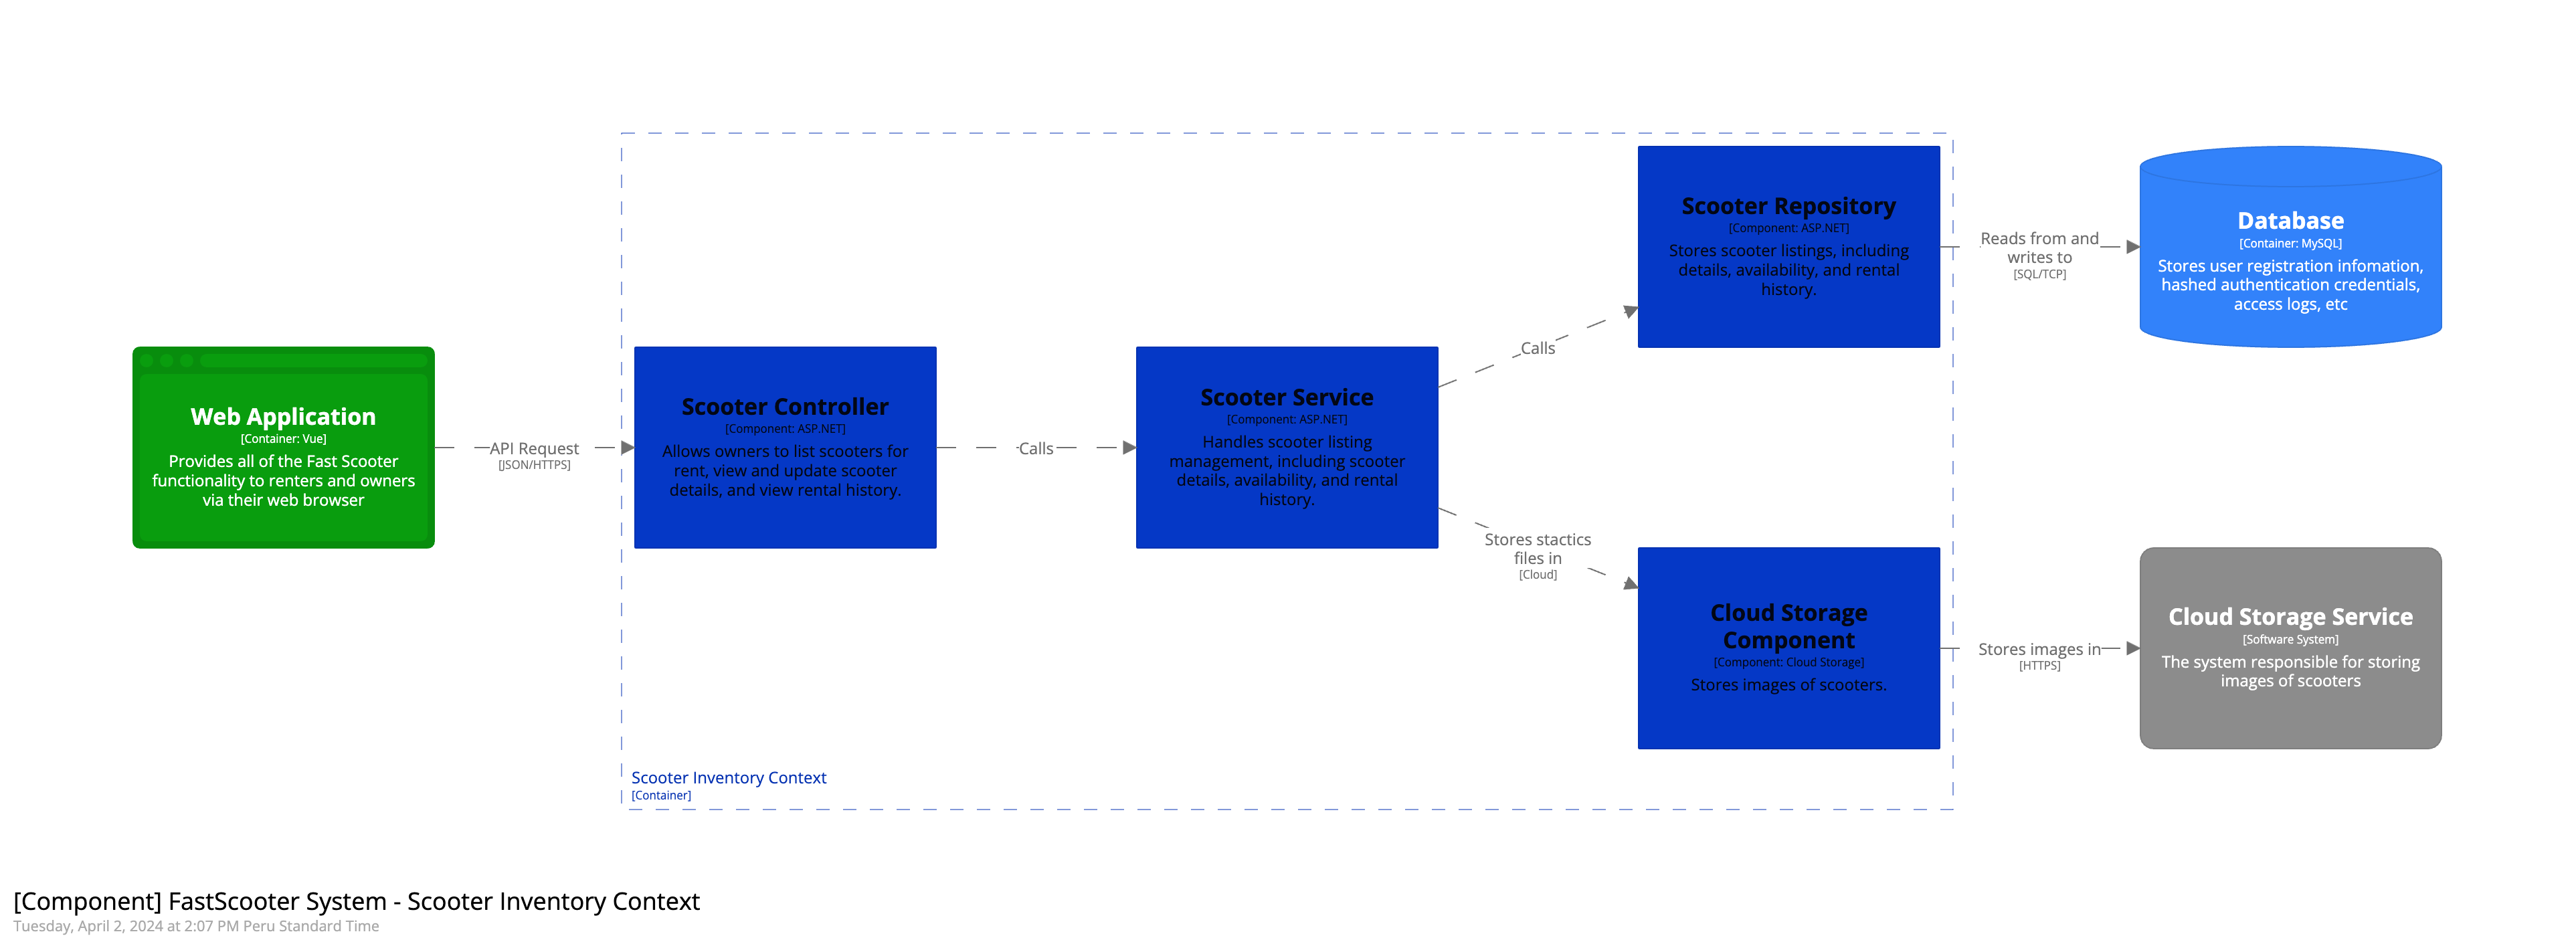 Web Application
[Container: Vue]
Provides all of the Fast Scooter
functionality to renters and owners
via their web browser
API Request
[JSON/HTTPS]
Scooter Controller
[Component: ASP.NET]
Allows owners to list scooters for
rent, view and update scooter
details, and view rental history.
Calls
Scooter Service
[Component: ASP.NET]
Handles scooter listing
management, including scooter
details, availability, and rental
history.
Calls
Stores stactics
files in
[Cloud]
Scooter Repository
[Component: ASP.NET]
Stores scooter listings, including
details, availability, and rental
history.
Reads from and
writes to
[SQL/TCP]
Database
[Container: MySQL]
Stores user registration infomation,
hashed authentication credentials,
access logs, etc
Cloud Storage
Component
[Component: Cloud Storage]
Stores images of scooters.
Stores images in
[HTTPS]
Cloud Storage Service
[Software System]
The system responsible for storing
images of scooters
Scooter Inventory Context
[Container]
[Component] FastScooter System - Scooter Inventory Context
Tuesday, April 2, 2024 at 2:07 PM Peru Standard Time